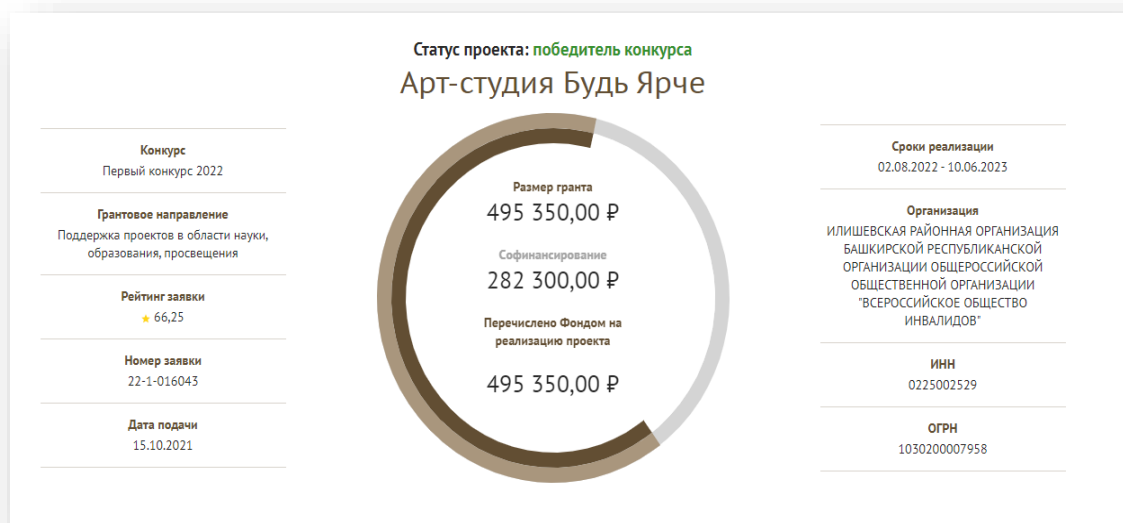 Статус проекта: победитель конкурса
Арт-студия Будь Ярче
Конкурс
Первый конкурс 2022
Грантовое направление
Поддержка проектов в области науки,
образования, просвещения
Рейтинг заявки
★ 66,25
Номер заявки
22-1-016043
Дата подачи
15.10.2021
Размер гранта
495 350,00 ₽
Софинансирование
282 300,00 ₽
Перечислено Фондом на
реализацию проекта
495 350,00 ₽
Сроки реализации
02.08.2022 - 10.06.2023
Организация
ИЛИШЕВСКАЯ РАЙОННАЯ ОРГАНИЗАЦИЯ
БАШКИРСКОЙ РЕСПУБЛИКАНСКОЙ
ОРГАНИЗАЦИИ ОБЩЕРОССИЙСКОЙ
ОБЩЕСТВЕННОЙ ОРГАНИЗАЦИИ
"ВСЕРОССИЙСКОЕ ОБЩЕСТВО
ИНВАЛИДОВ"
ИНН
0225002529
ОГРН
1030200007958